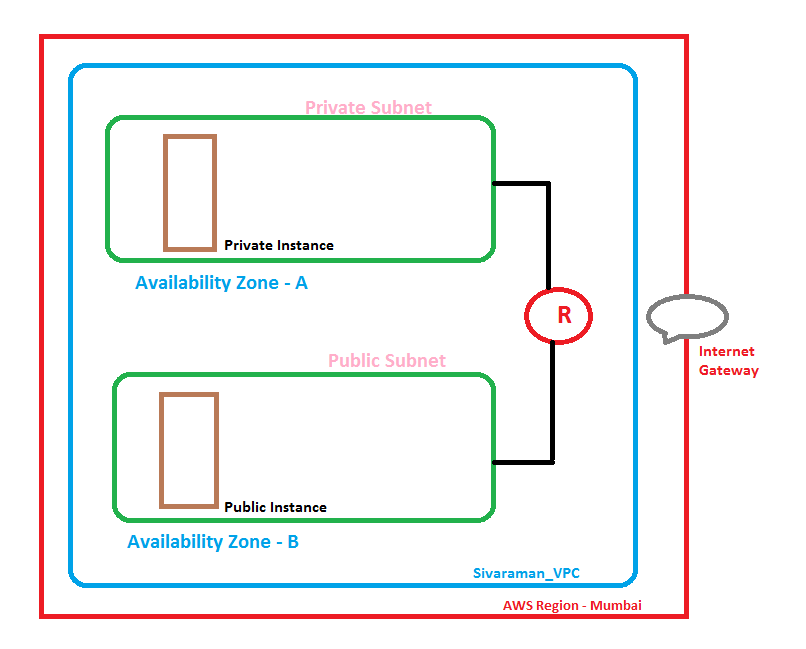 Private Subnet
Private Instance
Availability Zone - A
R
Internet
Gateway
Public Subnet
Public Instance
Availability Zone - B
Sivaraman_VPC
AWS Region - Mumbai